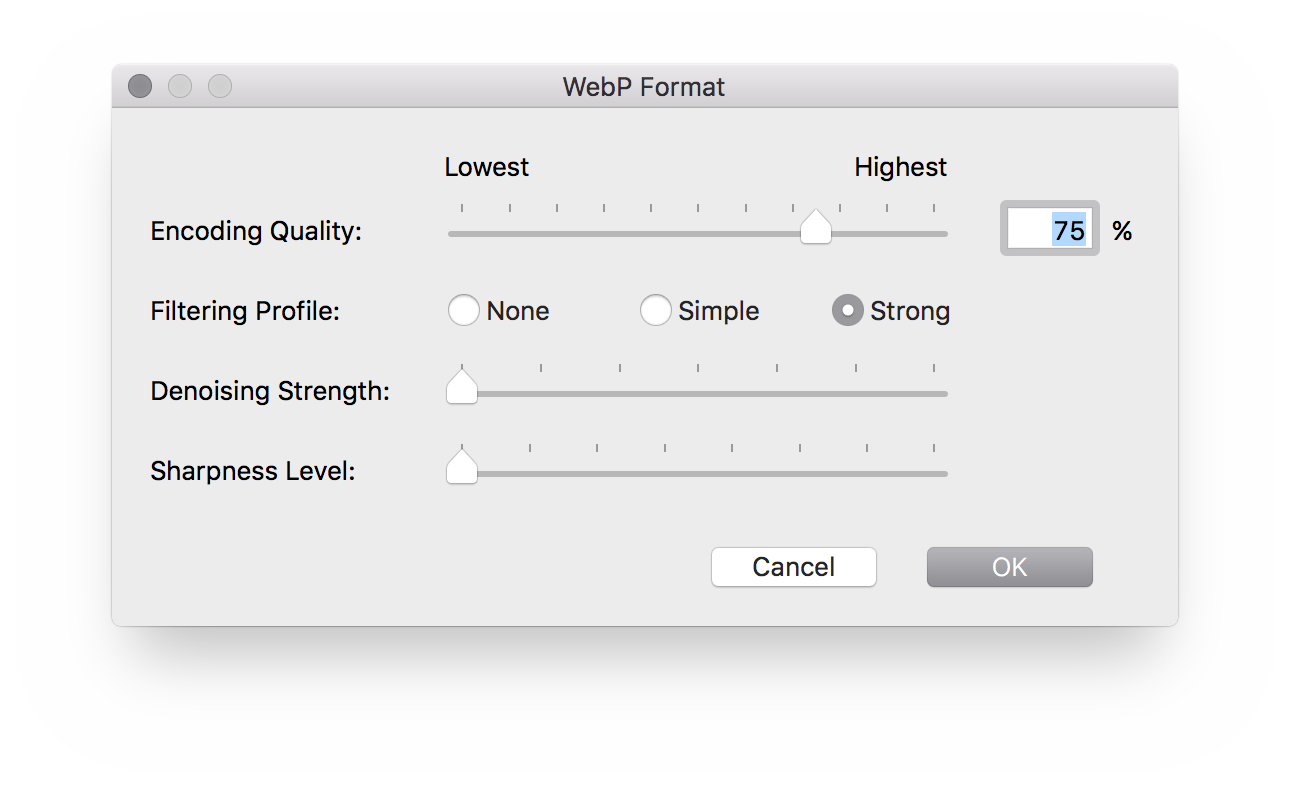 WebP Format
Lowest Highest
Encoding Quality: 75 %
Filtering Profile: None Simple Strong
Denoising Strength:
Sharpness Level:
Cancel OK